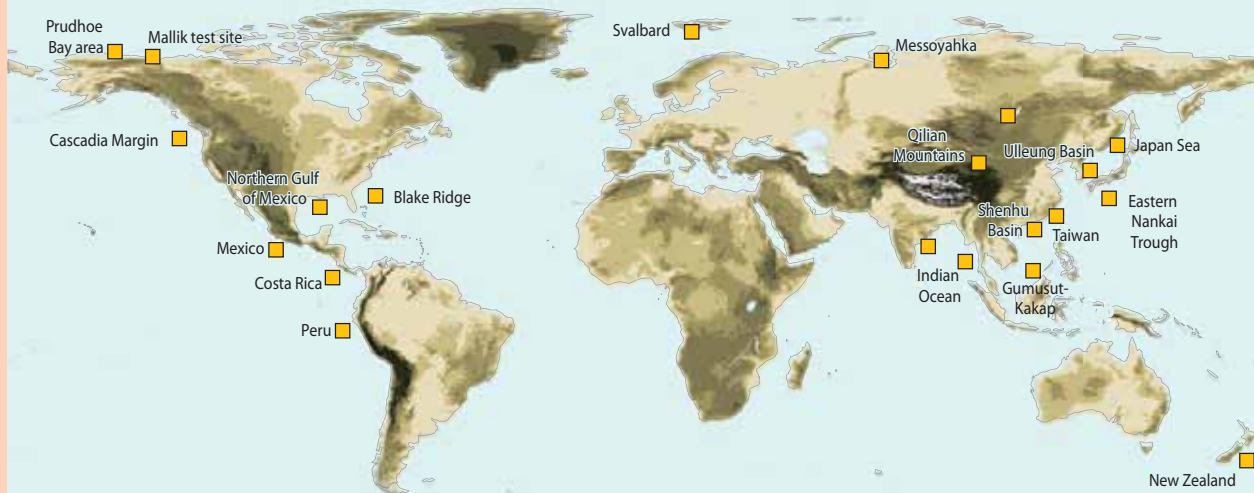 Prudhoe
Bay area
Mallik test site
Svalbard
Messoyahka
Cascadia Margin
Qilian
Mountains
Ulleung Basin
Japan Sea
Northern Gulf
of Mexico
Blake Ridge
Eastern
Nankai
Trough
Shenhu
Basin
Taiwan
Mexico
Costa Rica
Indian
Ocean
Gumusut-
Kakap
Peru
New Zealand